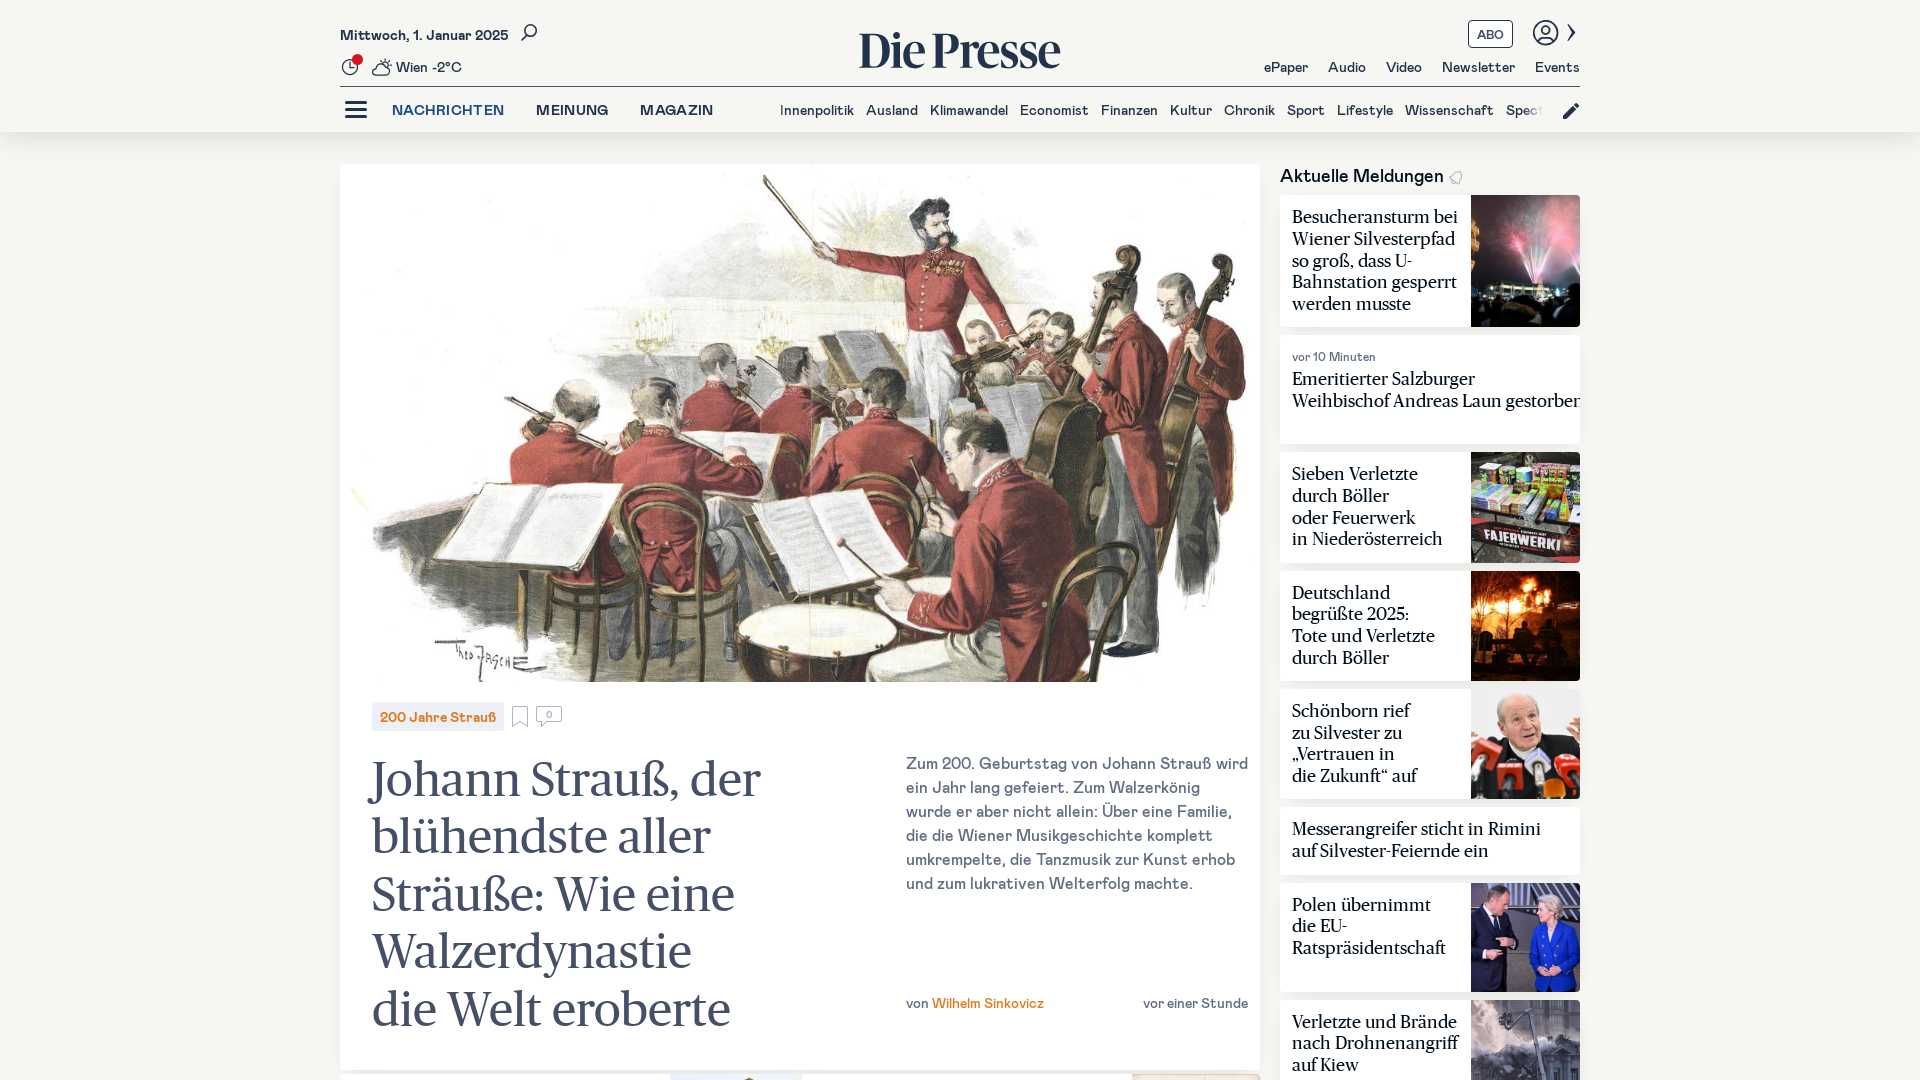 Mittwoch, 1. Januar 2025
Wien -2°C
Die Presse
ABO
ePaper Audio Video Newsletter Events
NACHRICHTEN MEINUNG MAGAZIN
Innenpolitik Ausland Klimawandel Economist Finanzen Kultur Chronik Sport Lifestyle Wissenschaft Spect
Theo Zasche
200 Jahre Strauß
0
Johann Strauß, der
blühendste aller
Sträuße: Wie eine
Walzerdynastie
die Welt eroberte
Zum 200. Geburtstag von Johann Strauß wird
ein Jahr lang gefeiert. Zum Walzerkönig
wurde er aber nicht allein: Über eine Familie,
die die Wiener Musikgeschichte komplett
umkrempelte, die Tanzmusik zur Kunst erhob
und zum lukrativen Welterfolg machte.
von Wilhelm Sinkovicz
vor einer Stunde
Aktuelle Meldungen
Besucheransturm bei
Wiener Silvesterpfad
so groß, dass U-
Bahnstation gesperrt
werden musste
vor 10 Minuten
Emeritierter Salzburger
Weihbischof Andreas Laun gestorben
Sieben Verletzte
durch Böller
oder Feuerwerk
in Niederösterreich
FAJERWERKI
Deutschland
begrüßte 2025:
Tote und Verletzte
durch Böller
Schönborn rief
zu Silvester zu
„Vertrauen in
die Zukunft“ auf
Messerangreifer sticht in Rimini
auf Silvester-Feiernde ein
Polen übernimmt
die EU-
Ratspräsidentschaft
Verletzte und Brände
nach Drohnenangriff
auf Kiew